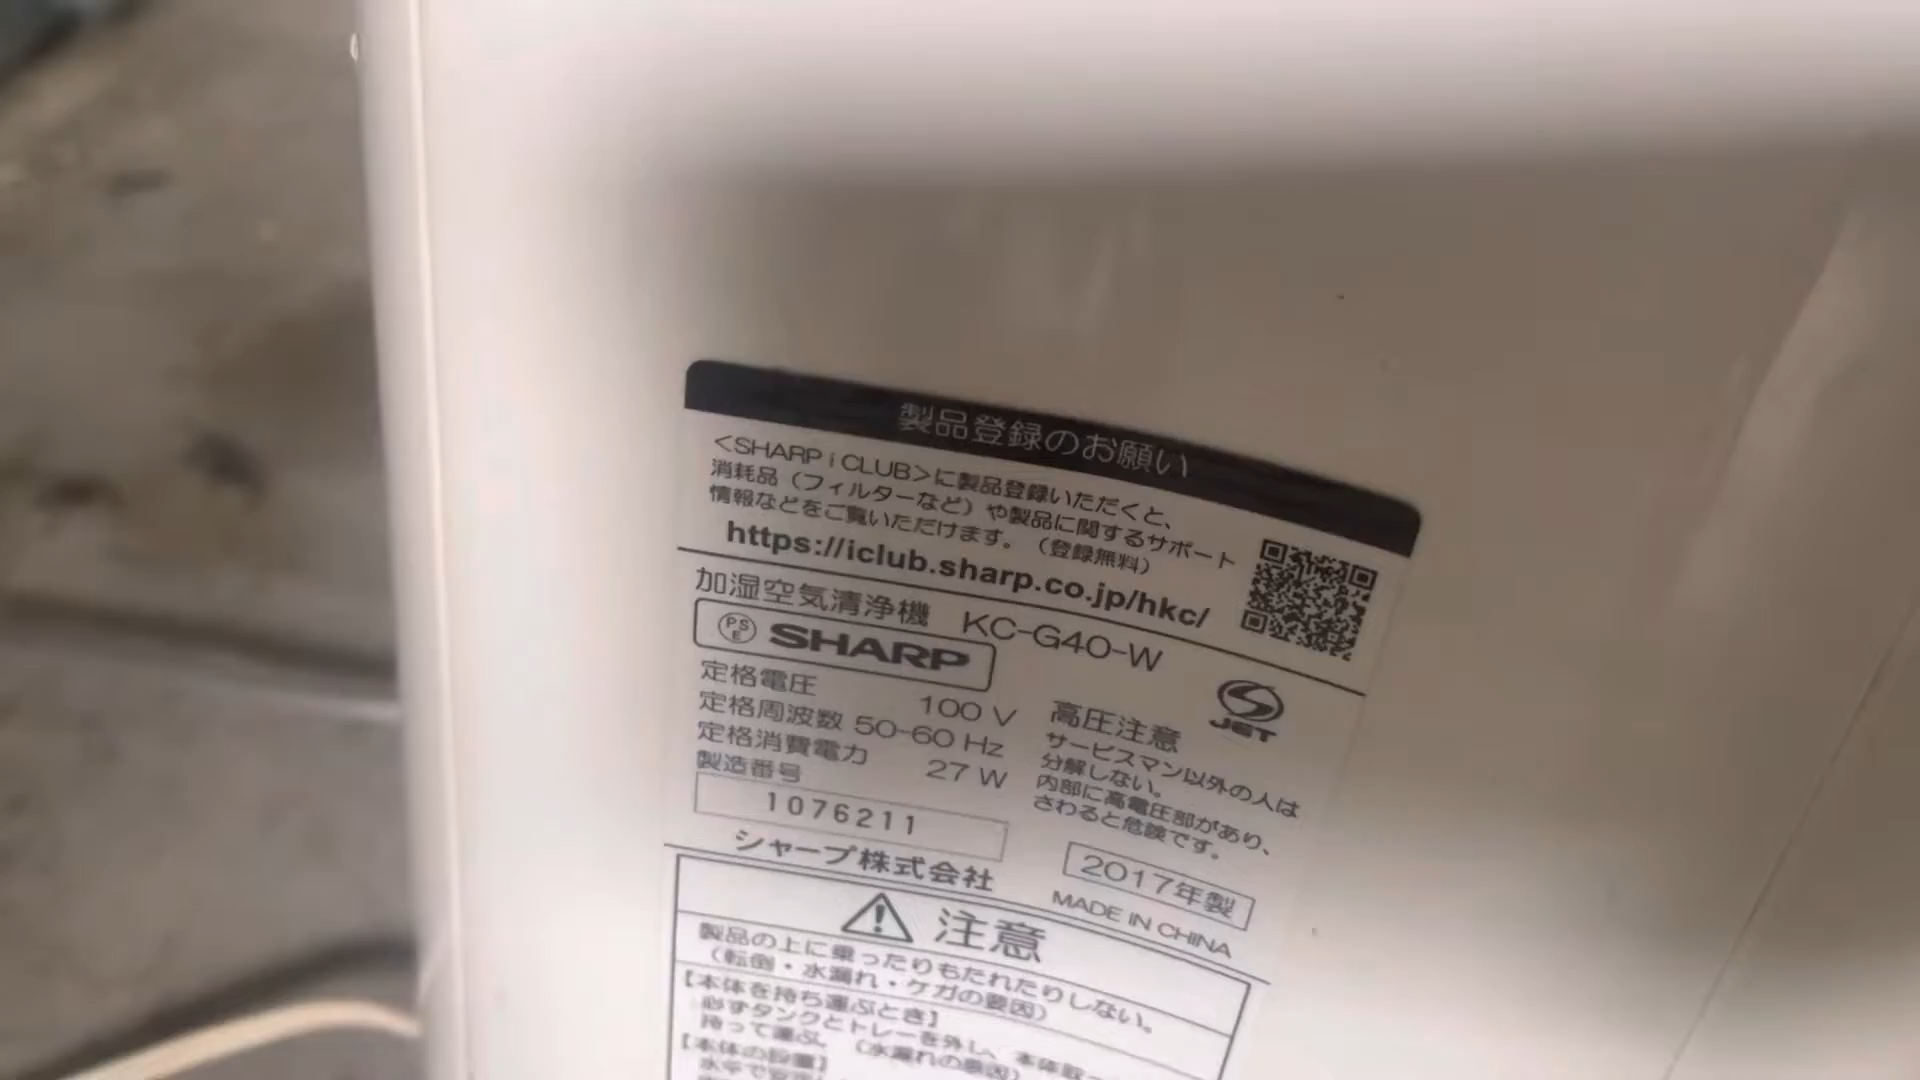 製品登録のお願い
<SHARP i CLUB>に製品登録いただくと、
消耗品（フィルターなど）や製品に関するサポート
情報などをご覧いただけます。（登録無料）
https://iclub.sharp.co.jp/hkc/
加湿空気清浄機 KC-G40-W
PSE SHARP
定格電圧 100 V
定格周波数 50-60 Hz
定格消費電力 27 W
製造番号
1076211
シャープ株式会社
JET
高圧注意
サービスマン以外の人は
分解しない。
内部に高電圧部があり、
さわると危険です。
2017年製
MADE IN CHINA
注意
製品の上に乗ったりもたれたりしない。
（転倒・水漏れ・ケガの要因）
【本体を持ち運ぶとき】
必ずタンクとトレーを外し、本体取っ
持って運ぶ。（水漏れの原因）
【本体の設置】